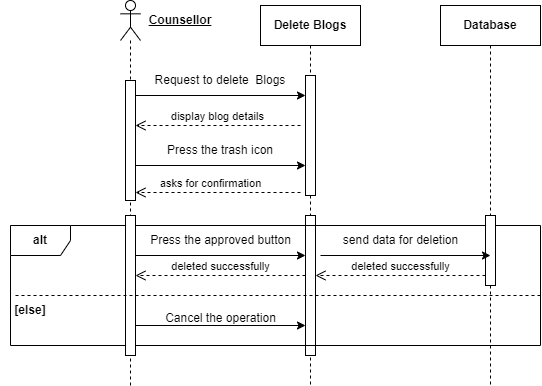 Counsellor
Delete Blogs
Database
Request to delete Blogs
display blog details
Press the trash icon
asks for confirmation
alt
Press the approved button
send data for deletion
deleted successfully
deleted successfully
[else]
Cancel the operation